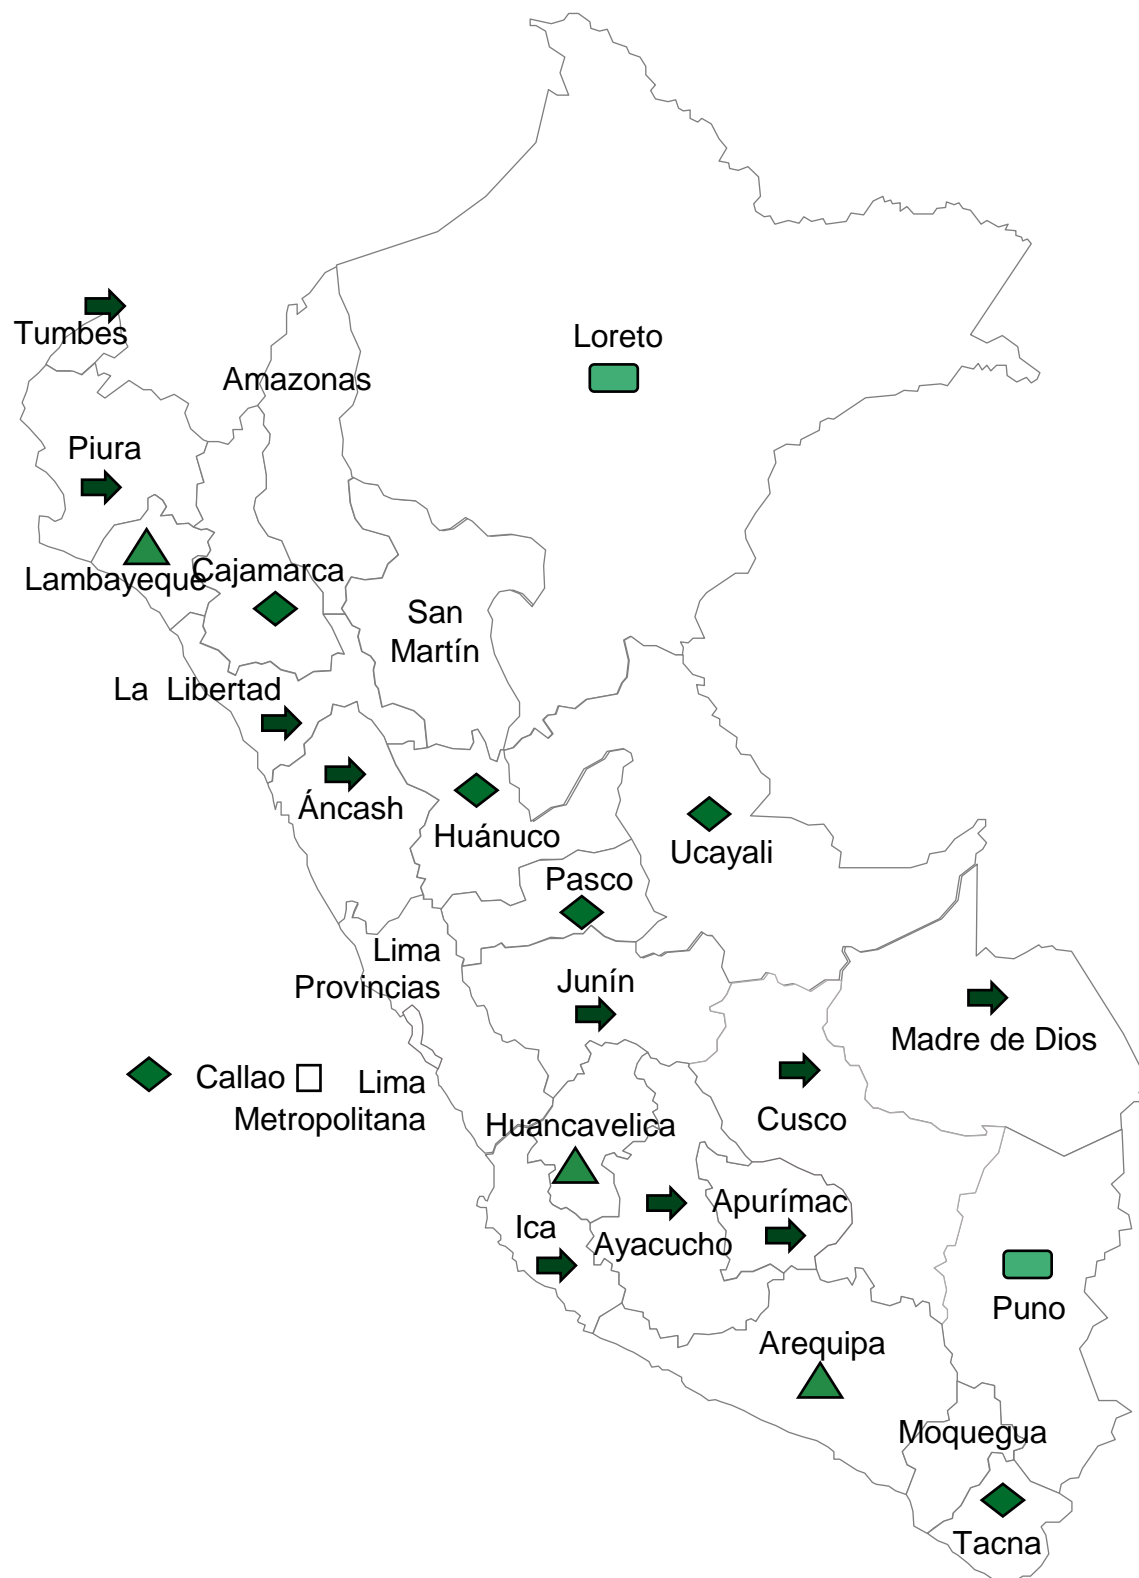 Tumbes
Loreto
Amazonas
Piura
Lambayeque
Cajamarca
San
Martín
La Libertad
Áncash
Huánuco
Ucayali
Pasco
Lima
Provincias
Junín
Madre de Dios
Callao
Lima
Metropolitana
Cusco
Huancavelica
Apurímac
Ica
Ayacucho
Puno
Arequipa
Moquegua
Tacna